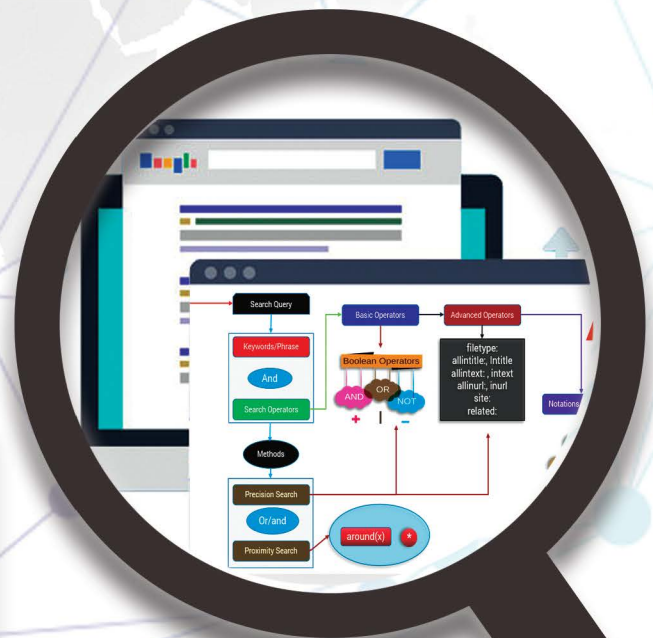 Search Query
Basic Operators
Advanced Operators
Keywords/Phrase
And
Search Operators
Boolean Operators
AND
OR
NOT
+
|
−
filetype:
allintitle:, Intitle
allintext: , intext
allinurl:, inurl
site:
related:
Notations
Methods
Precision Search
Or/and
Proximity Search
around(x)
*